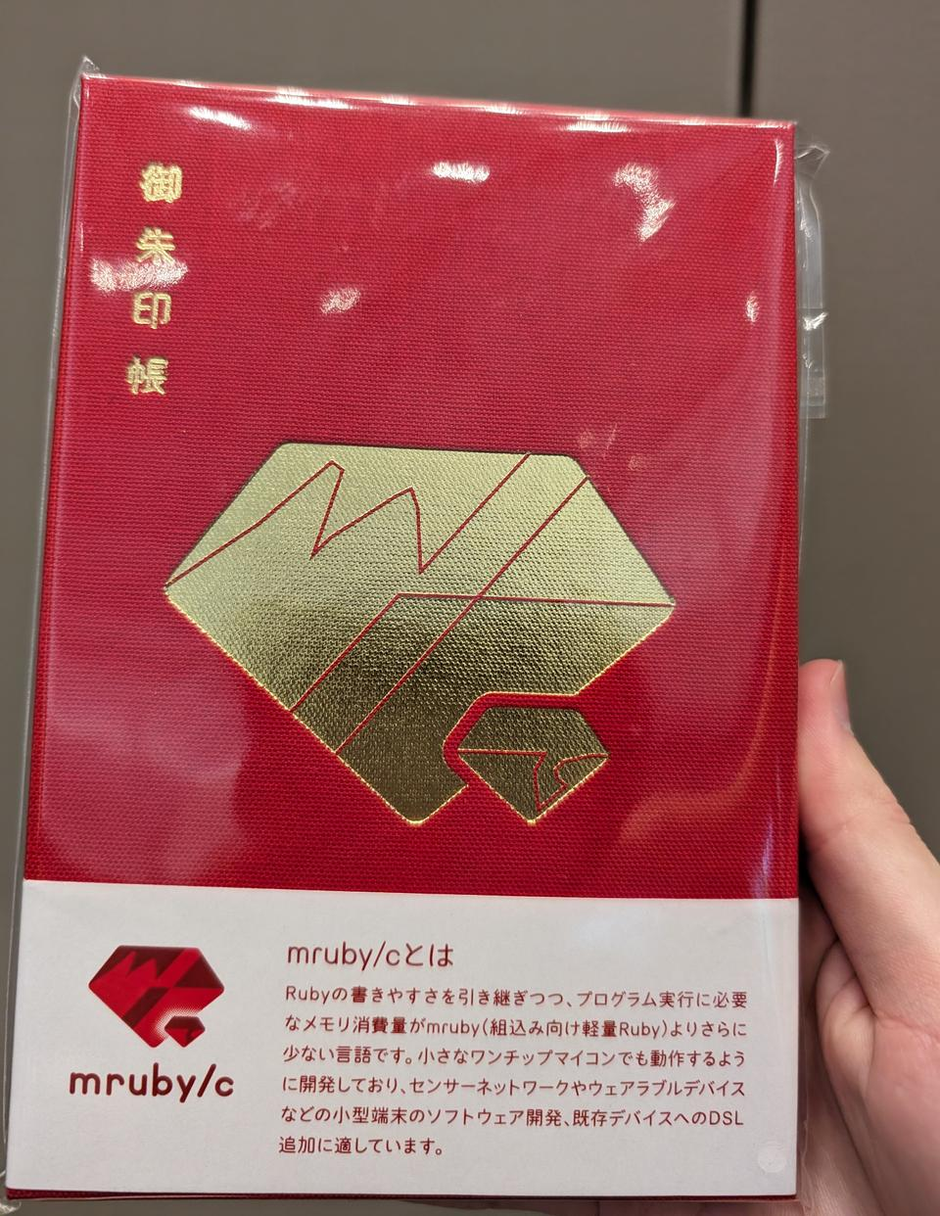 御朱印帳
mruby/c
mruby/cとは
Rubyの書きやすさを引き継ぎつつ、プログラム実行に必要
なメモリ消費量がmruby(組込み向け軽量Ruby)よりさらに
少ない言語です。小さなワンチップマイコンでも動作するよう
に開発しており、センサーネットワークやウェアラブルデバイス
などの小型端末のソフトウェア開発、既存デバイスへのDSL
追加に適しています。